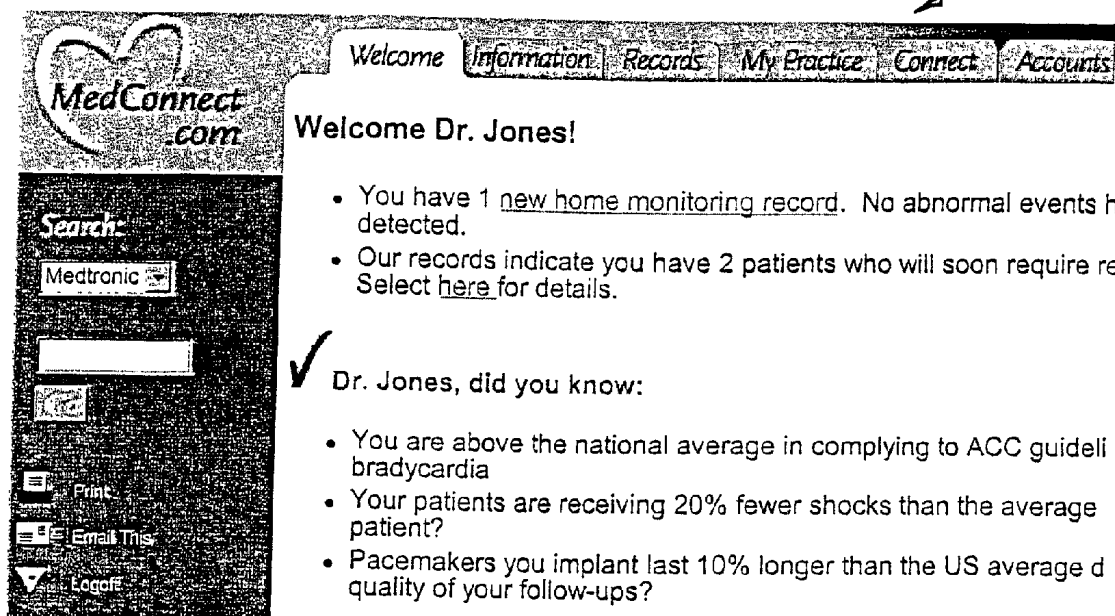 Welcome Information Records My Practice Connect Accounts
MedConnect
.com
Welcome Dr. Jones!
• You have 1 new home monitoring record. No abnormal events h
detected.
• Our records indicate you have 2 patients who will soon require re
Select here for details.
Search:
Medtronic
Dr. Jones, did you know:
• You are above the national average in complying to ACC guideli
bradycardia
• Your patients are receiving 20% fewer shocks than the average
patient?
• Pacemakers you implant last 10% longer than the US average d
quality of your follow-ups?
Print
Email This
Logoff